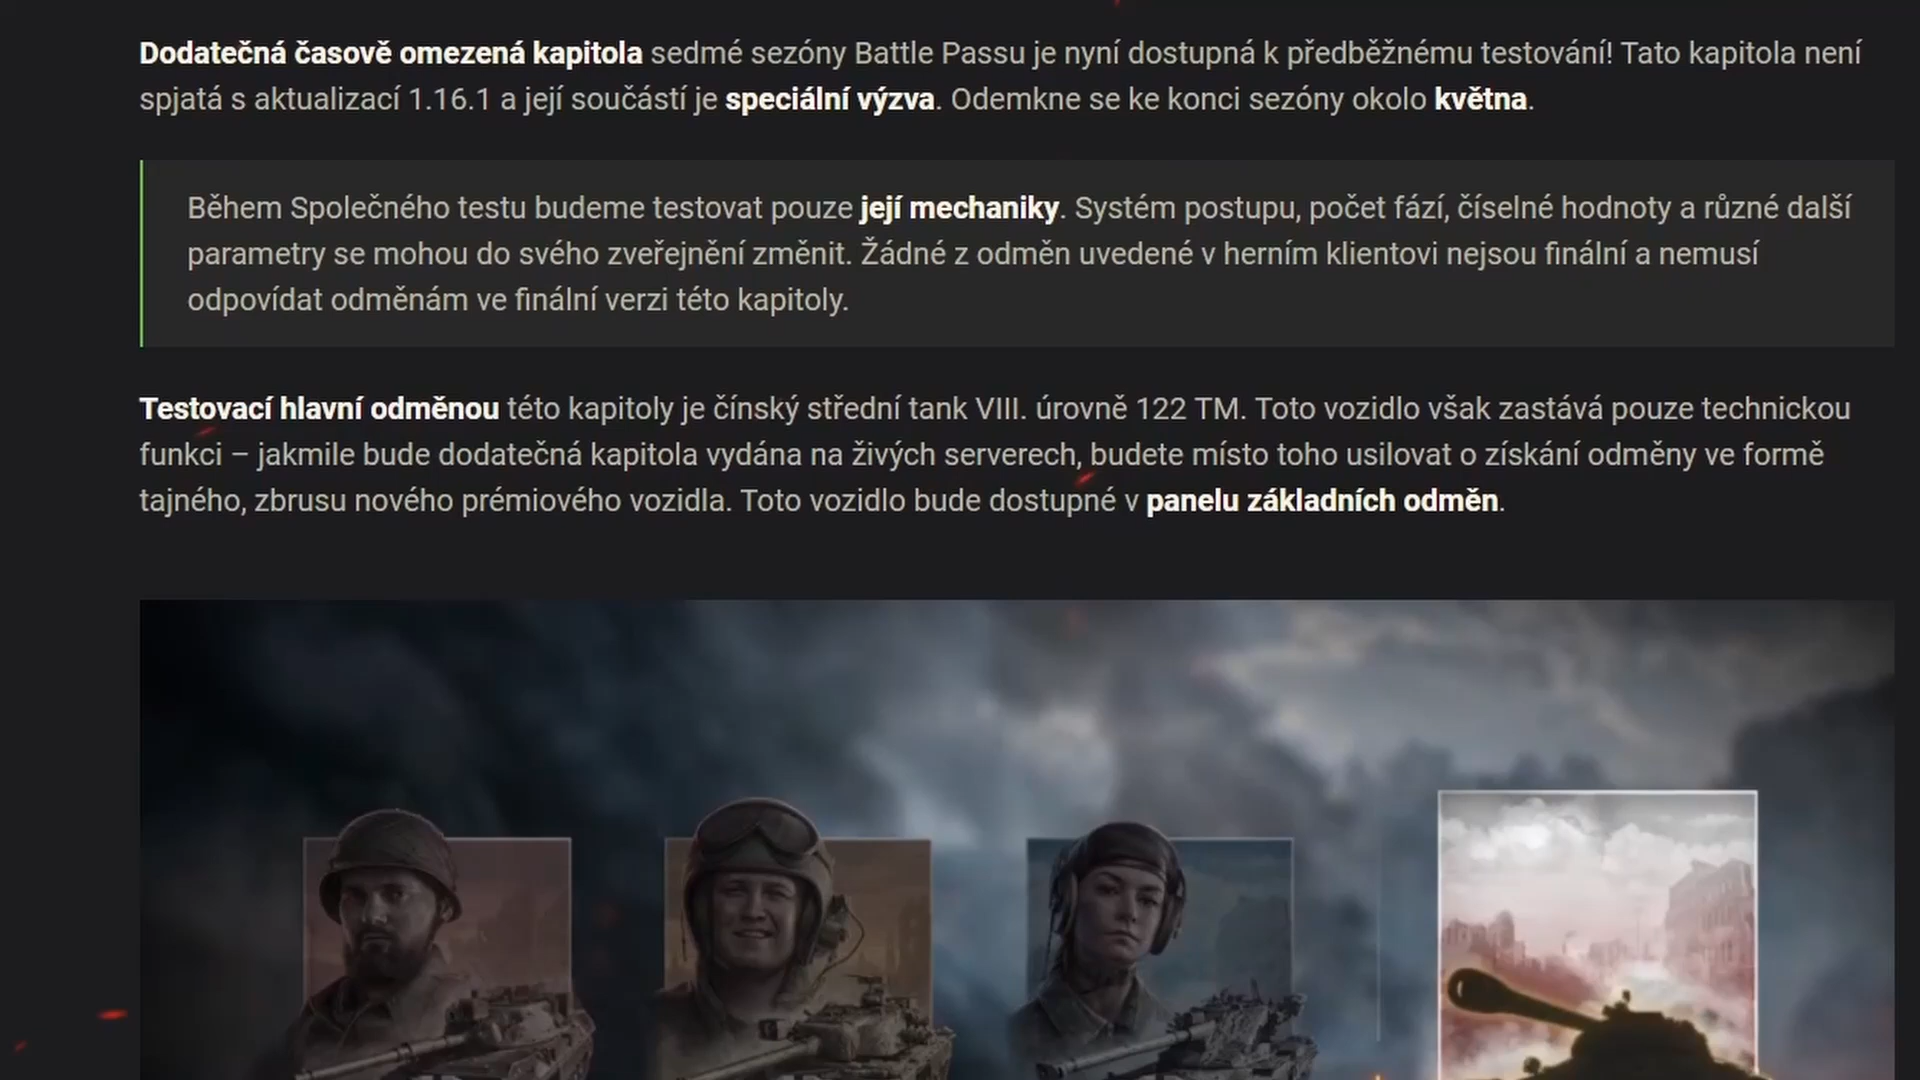 Dodatečná časově omezená kapitola sedmé sezóny Battle Passu je nyní dostupná k předběžnému testování! Tato kapitola není
spjatá s aktualizací 1.16.1 a její součástí je speciální výzva. Odemkne se ke konci sezóny okolo května.
Během Společného testu budeme testovat pouze její mechaniky. Systém postupu, počet fází, číselné hodnoty a různé další
parametry se mohou do svého zveřejnění změnit. Žádné z odměn uvedené v herním klientovi nejsou finální a nemusí
odpovídat odměnám ve finální verzi této kapitoly.
Testovací hlavní odměnou této kapitoly je čínský střední tank VIII. úrovně 122 TM. Toto vozidlo však zastává pouze technickou
funkci – jakmile bude dodatečná kapitola vydána na živých serverech, budete místo toho usilovat o získání odměny ve formě
tajného, zbrusu nového prémiového vozidla. Toto vozidlo bude dostupné v panelu základních odměn.